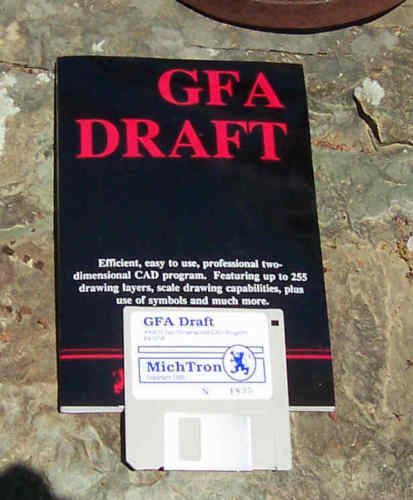 GFA
DRAFT
Efficient, easy to use, professional two-
dimensional CAD program. Featuring up to 255
drawing layers, scale drawing capabilities, plus
use of symbols and much more.
GFA Draft
MichTron